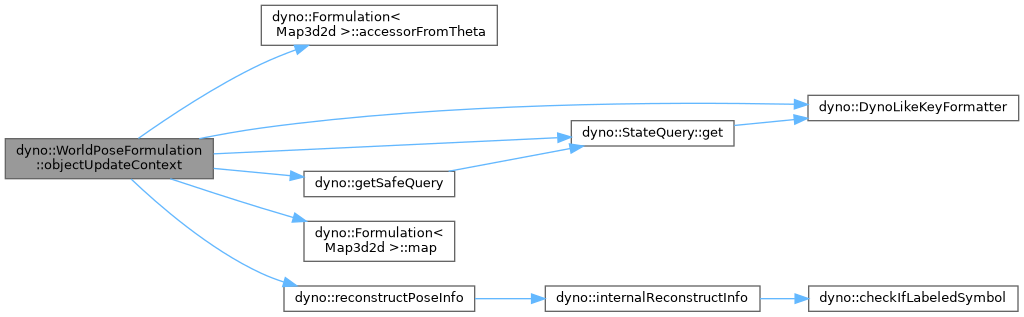 dyno::Formulation<
Map3d2d >::accessorFromTheta
dyno::DynoLikeKeyFormatter
dyno::StateQuery::get
dyno::WorldPoseFormulation
::objectUpdateContext
dyno::getSafeQuery
dyno::Formulation<
Map3d2d >::map
dyno::reconstructPoseInfo
dyno::internalReconstructInfo
dyno::checkIfLabeledSymbol